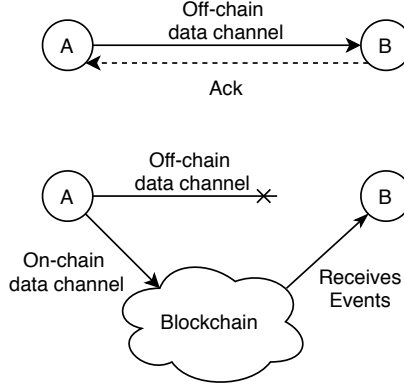 Off-chain
data channel
A
B
Ack
Off-chain
data channel
A
B
On-chain
data channel
Receives
Events
Blockchain